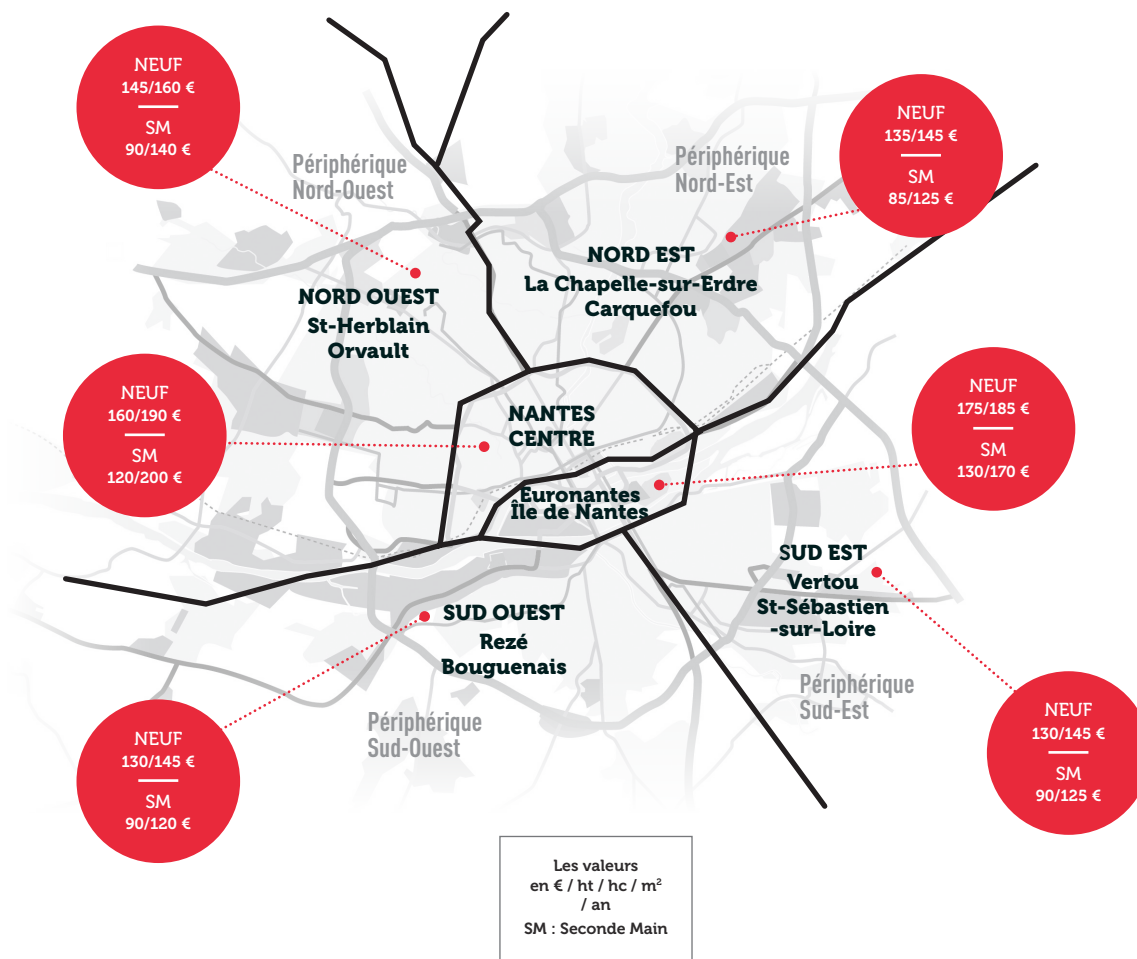 NEUF
145/160 €
SM
90/140 €
NEUF
135/145 €
SM
85/125 €
Périphérique
Nord-Ouest
Périphérique
Nord-Est
NORD OUEST
St-Herblain
Orvault
NORD EST
La Chapelle-sur-Erdre
Carquefou
NEUF
160/190 €
SM
120/200 €
NANTES
CENTRE
NEUF
175/185 €
SM
130/170 €
Euronantes
Île de Nantes
SUD OUEST
Rezé
Bouguenais
SUD EST
Vertou
St-Sébastien
-sur-Loire
Périphérique
Sud-Ouest
Périphérique
Sud-Est
NEUF
130/145 €
SM
90/120 €
NEUF
130/145 €
SM
90/125 €
Les valeurs
en € / ht / hc / m²
/ an
SM : Seconde Main